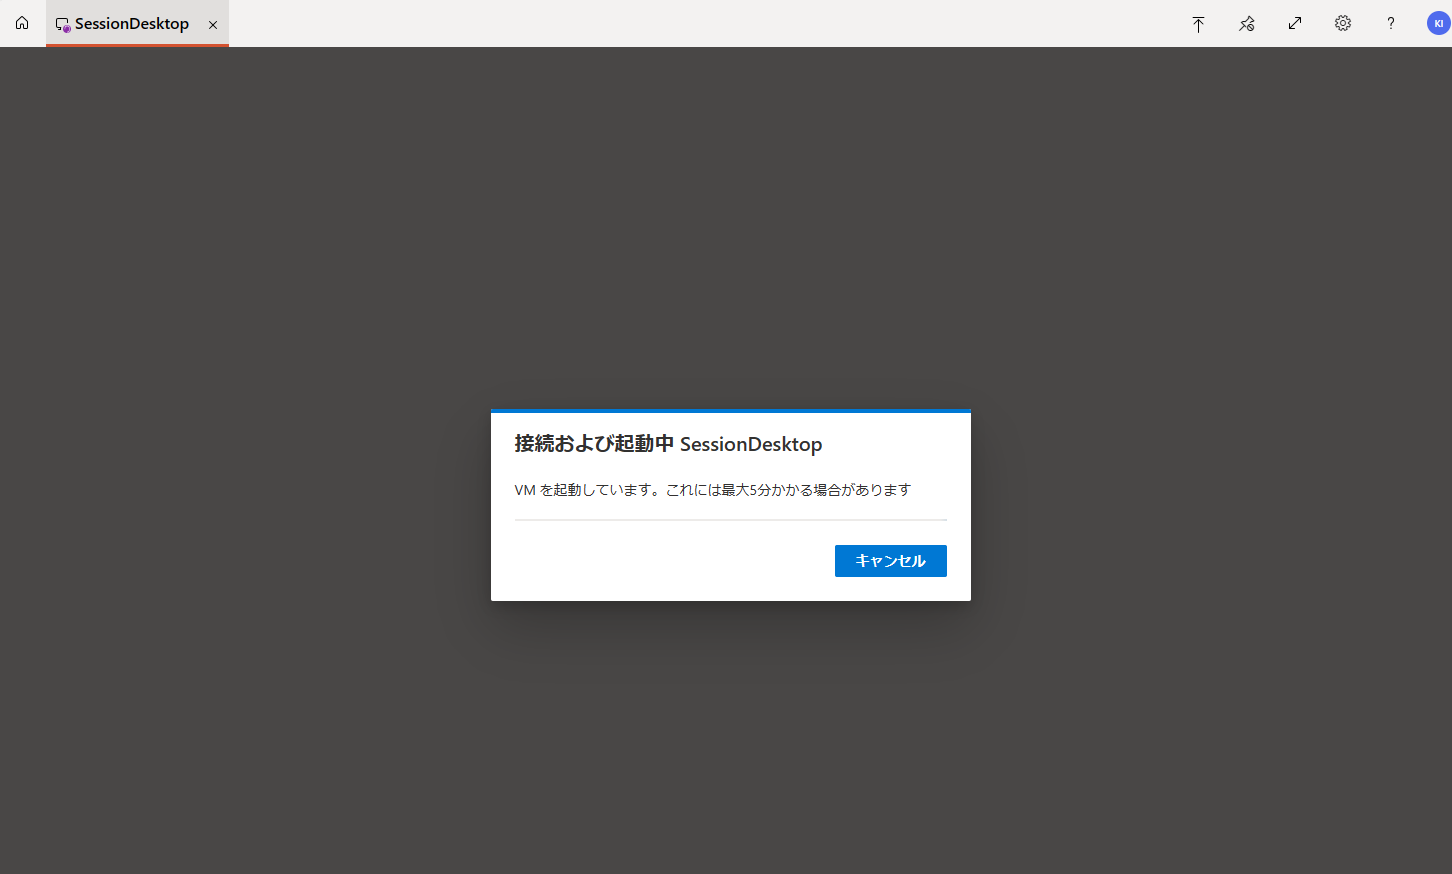 SessionDesktop
?
KI
接続および起動中 SessionDesktop
VM を起動しています。これには最大5分かかる場合があります
キャンセル